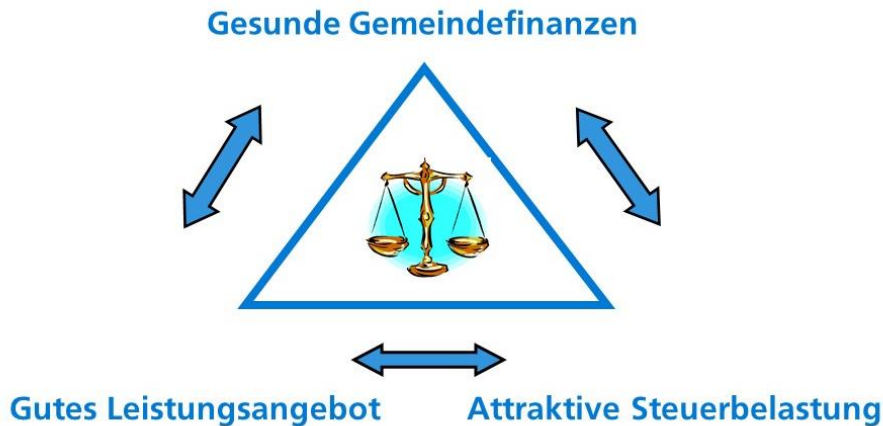 Gesunde Gemeindefinanzen
Gutes Leistungsangebot
Attraktive Steuerbelastung